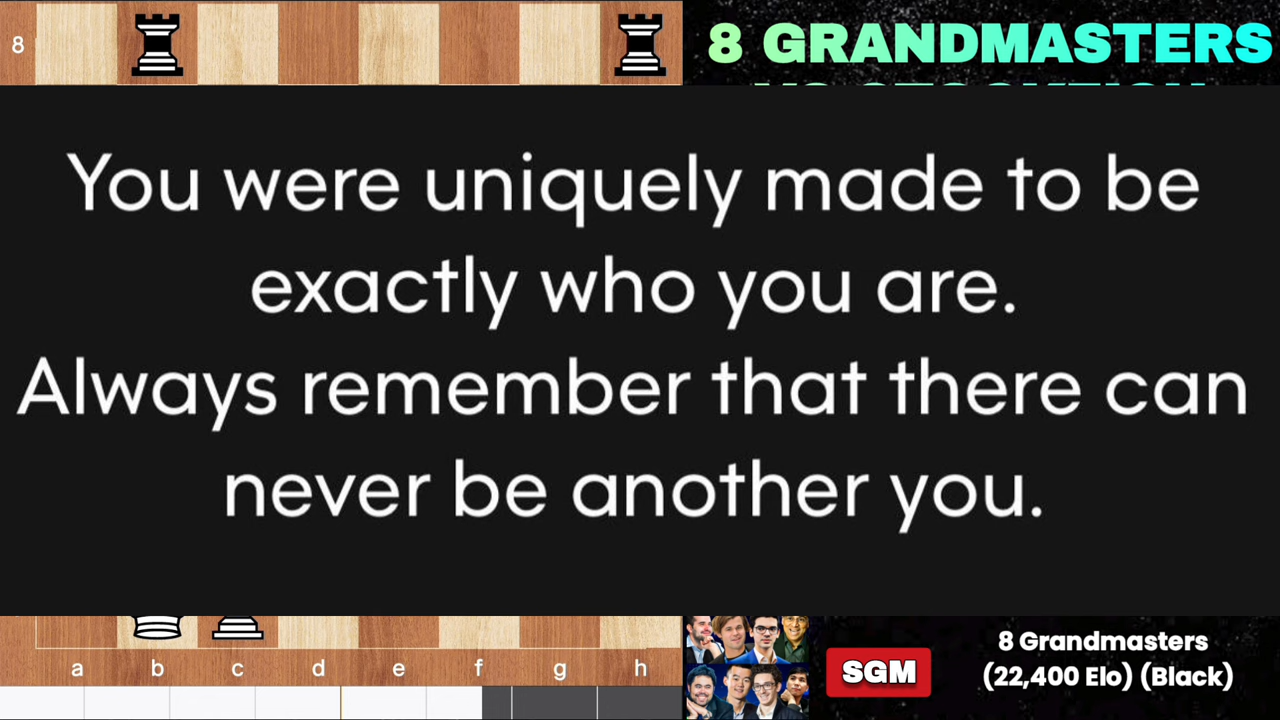 8
8 GRANDMASTERS
You were uniquely made to be
exactly who you are.
Always remember that there can
never be another you.
a b c d e f g h
SGM
8 Grandmasters
(22,400 Elo) (Black)